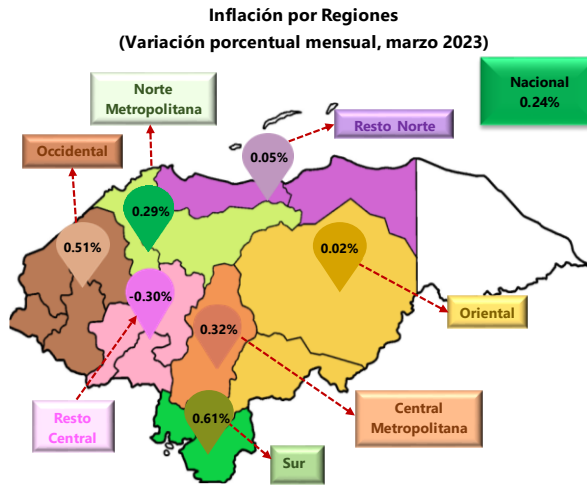 Inflación por Regiones
(Variación porcentual mensual, marzo 2023)
Nacional
0.24%
Norte
Metropolitana
Resto Norte
Occidental
0.05%
0.29%
0.51%
0.02%
-0.30%
Oriental
0.32%
Resto
Central
0.61%
Central
Metropolitana
Sur